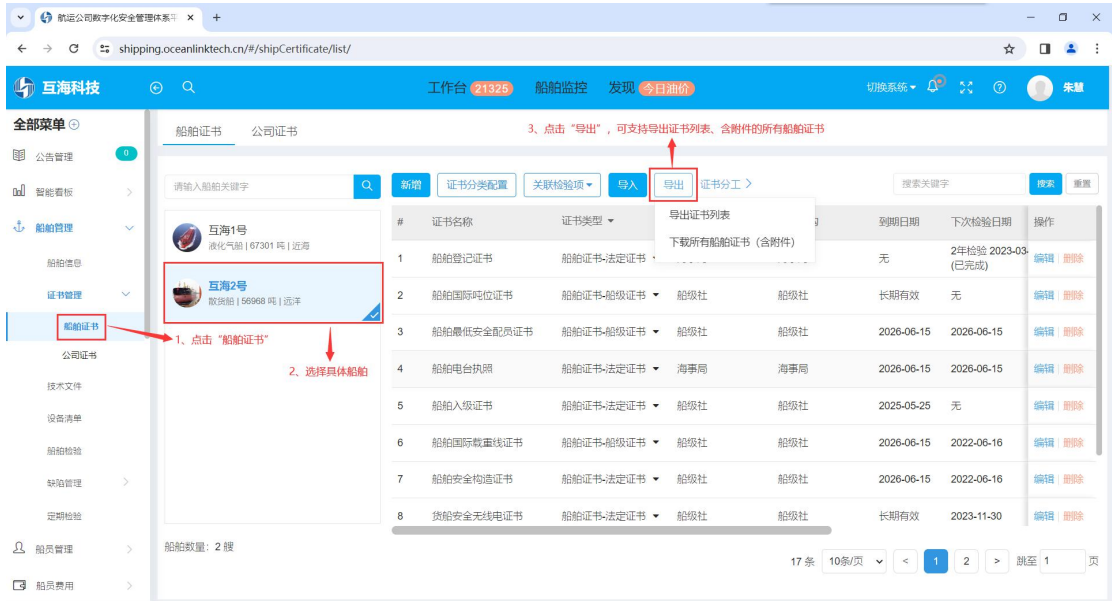 航运公司数字化安全管理体系平
shipping.oceanlinktech.cn/#/shipCertificate/list/
互海科技
工作台 21325 船舶监控 发现 今日油价
切换系统 朱慧
全部菜单
公告管理 0
智能看板
船舶管理
船舶信息
证书管理
船舶证书
公司证书
技术文件
设备清单
船舶检验
缺陷管理
定期检验
船员管理
船员费用
船舶证书 公司证书
3、点击“导出”，可支持导出证书列表、含附件的所有船舶证书
请输入船舶关键字
新增 证书分类配置 关联检验项 导入 导出 证书分工 搜索关键字 搜索 重置
导出证书列表
下载所有船舶证书（含附件）
互海1号
液化气船 | 67301 吨 | 近海
互海2号
散货船 | 56968 吨 | 远洋
1、点击“船舶证书”
2、选择具体船舶
# 证书名称 证书类型 到期日期 下次检验日期 操作
1 船舶登记证书 船舶证书-法定证书 无 2年检验 2023-03- (已完成) 编辑 删除
2 船舶国际吨位证书 船舶证书-船级证书 船级社 船级社 长期有效 无 编辑 删除
3 船舶最低安全配员证书 船舶证书-船级证书 船级社 船级社 2026-06-15 2026-06-15 编辑 删除
4 船舶电台执照 船舶证书-法定证书 海事局 海事局 2026-06-15 2026-06-15 编辑 删除
5 船舶入级证书 船舶证书-法定证书 船级社 船级社 2025-05-25 无 编辑 删除
6 船舶国际载重线证书 船舶证书-船级证书 船级社 船级社 2026-06-15 2022-06-16 编辑 删除
7 船舶安全构造证书 船舶证书-法定证书 船级社 船级社 2026-06-15 2022-06-16 编辑 删除
8 货船安全无线电证书 船舶证书-法定证书 船级社 船级社 长期有效 2023-11-30 编辑 删除
船舶数量：2 艘
17 条 10条/页 < 1 2 > 跳至 1 页